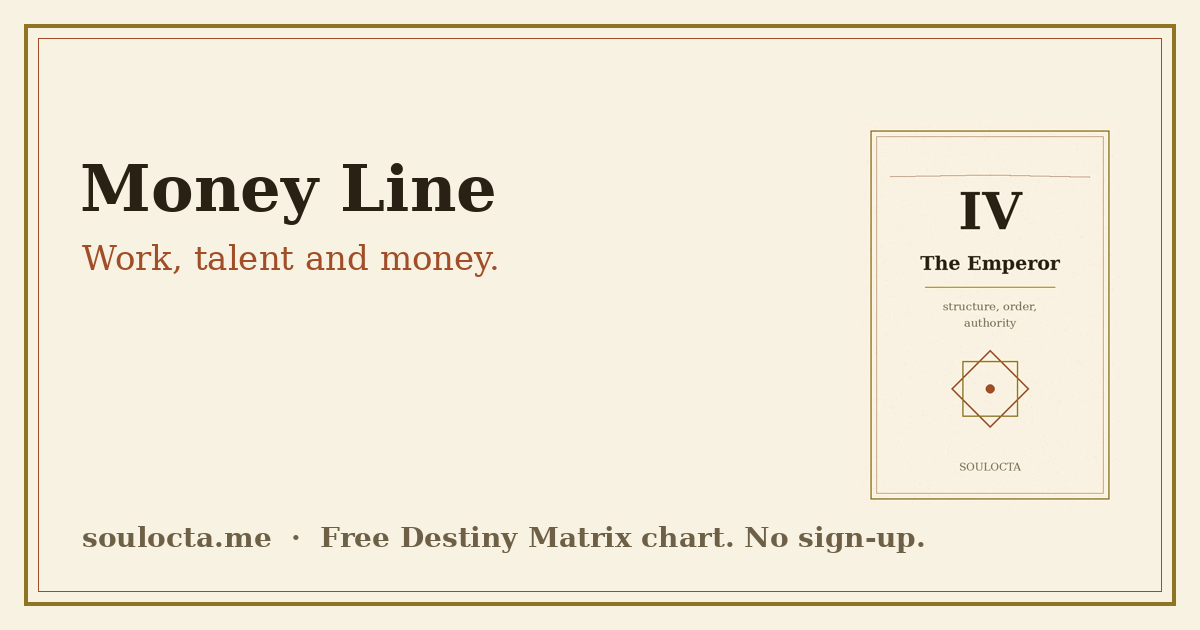 Money Line
Work, talent and money.
IV
The Emperor
structure, order,
authority
SOULOCTA
soulocta.me · Free Destiny Matrix chart. No sign-up.